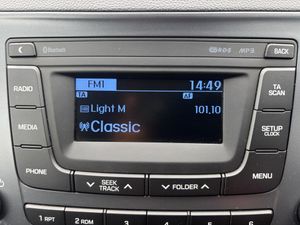 Bluetooth RDS MP3 BACK
FM1 14:49
TA AF
Light M 101.10
Classic
RADIO
MEDIA
PHONE
TA SCAN
SETUP
CLOCK
MENU
SEEK TRACK
FOLDER
1 RPT 2 RDM